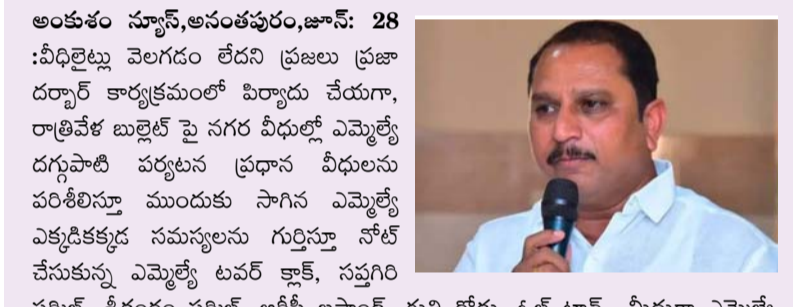 అంకుశం న్యూస్,అనంతపురం,జూన్: 28
:వీధిలైట్లు వెలగడం లేదని ప్రజలు ప్రజా
దర్బార్ కార్యక్రమంలో పిర్యాదు చేయగా,
రాత్రివేళ బుల్లెట్ పై నగర వీధుల్లో ఎమ్మెల్యే
దగ్గుపాటి పర్యటన ప్రధాన వీధులను
పరిశీలిస్తూ ముందుకు సాగిన ఎమ్మెల్యే
ఎక్కడికక్కడ సమస్యలను గుర్తిస్తూ నోట్
చేసుకున్న ఎమ్మెల్యే టవర్ క్లాక్, సప్తగిరి